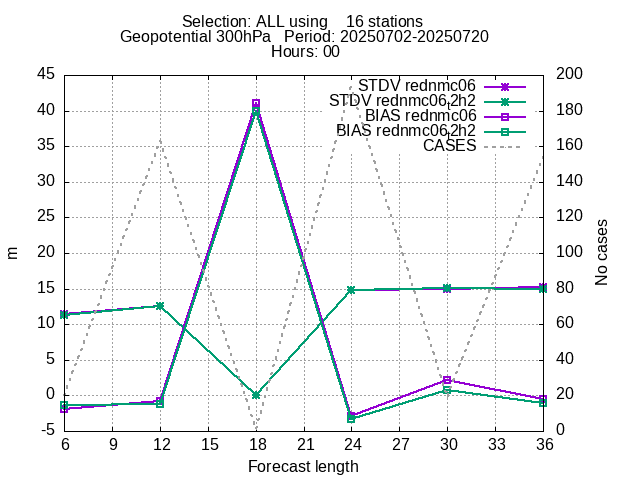 Selection: ALL using    16 stations
Geopotential 300hPa   Period: 20250702-20250720
Hours: 00
STDV rednmc06
STDV rednmc06,2h2
BIAS rednmc06
BIAS rednmc06,2h2
CASES
45
40
35
30
25
20
15
10
5
0
-5
200
180
160
140
120
100
80
60
40
20
0
m
No cases
6 9 12 15 18 21 24 27 30 33 36
Forecast length